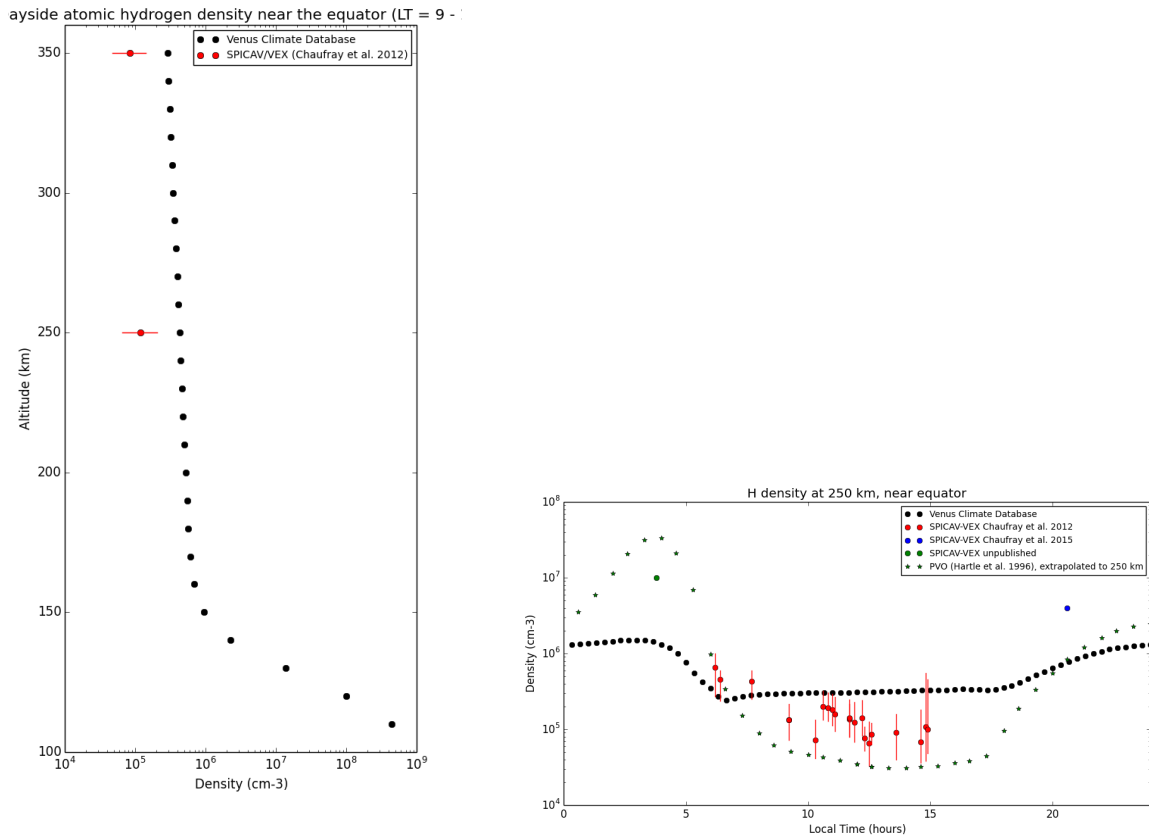 ayside atomic hydrogen density near the equator (LT = 9 -
Venus Climate Database
SPICAV/VEX (Chaufray et al. 2012)
350
300
250
200
150
100
Altitude (km)
10^4 10^5 10^6 10^7 10^8 10^9
Density (cm-3)
H density at 250 km, near equator
Venus Climate Database
SPICAV-VEX Chaufray et al. 2012
SPICAV-VEX Chaufray et al. 2015
SPICAV-VEX unpublished
PVO (Hartle et al. 1996), extrapolated to 250 km
10^8
10^7
10^6
10^5
10^4
Density (cm-3)
0 5 10 15 20
Local Time (hours)